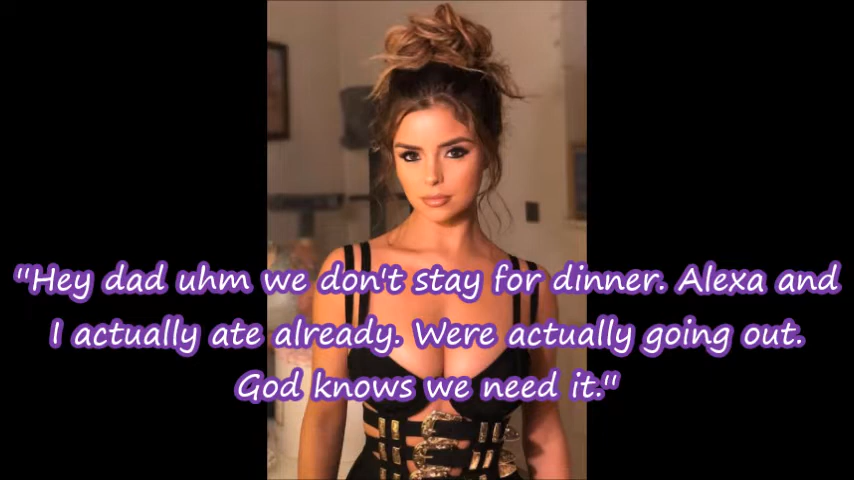 "Hey dad uhm we don't stay for dinner. Alexa and
I actually ate already. Were actually going out.
God knows we need it."